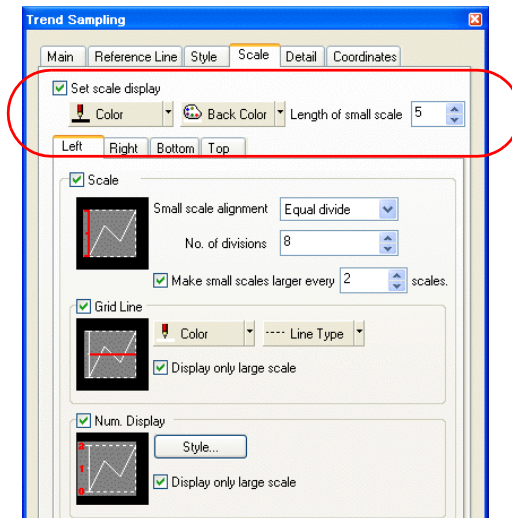 Trend Sampling
Main Reference Line Style Scale Detail Coordinates
Set scale display
Color Back Color Length of small scale 5
Left Right Bottom Top
Scale
Small scale alignment Equal divide
No. of divisions 8
Make small scales larger every 2 scales.
Grid Line
Color Line Type
Display only large scale
Num. Display
Style...
2
1
0
Display only large scale